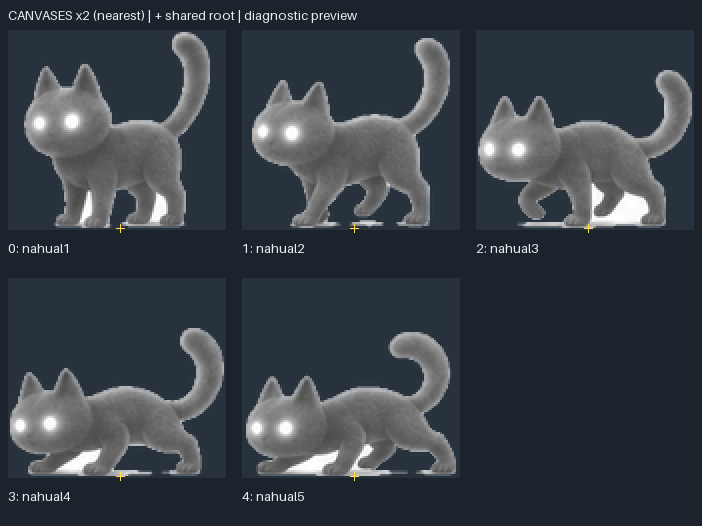 CANVASES x2 (nearest) | + shared root | diagnostic preview
0: nahual1
1: nahual2
2: nahual3
3: nahual4
4: nahual5